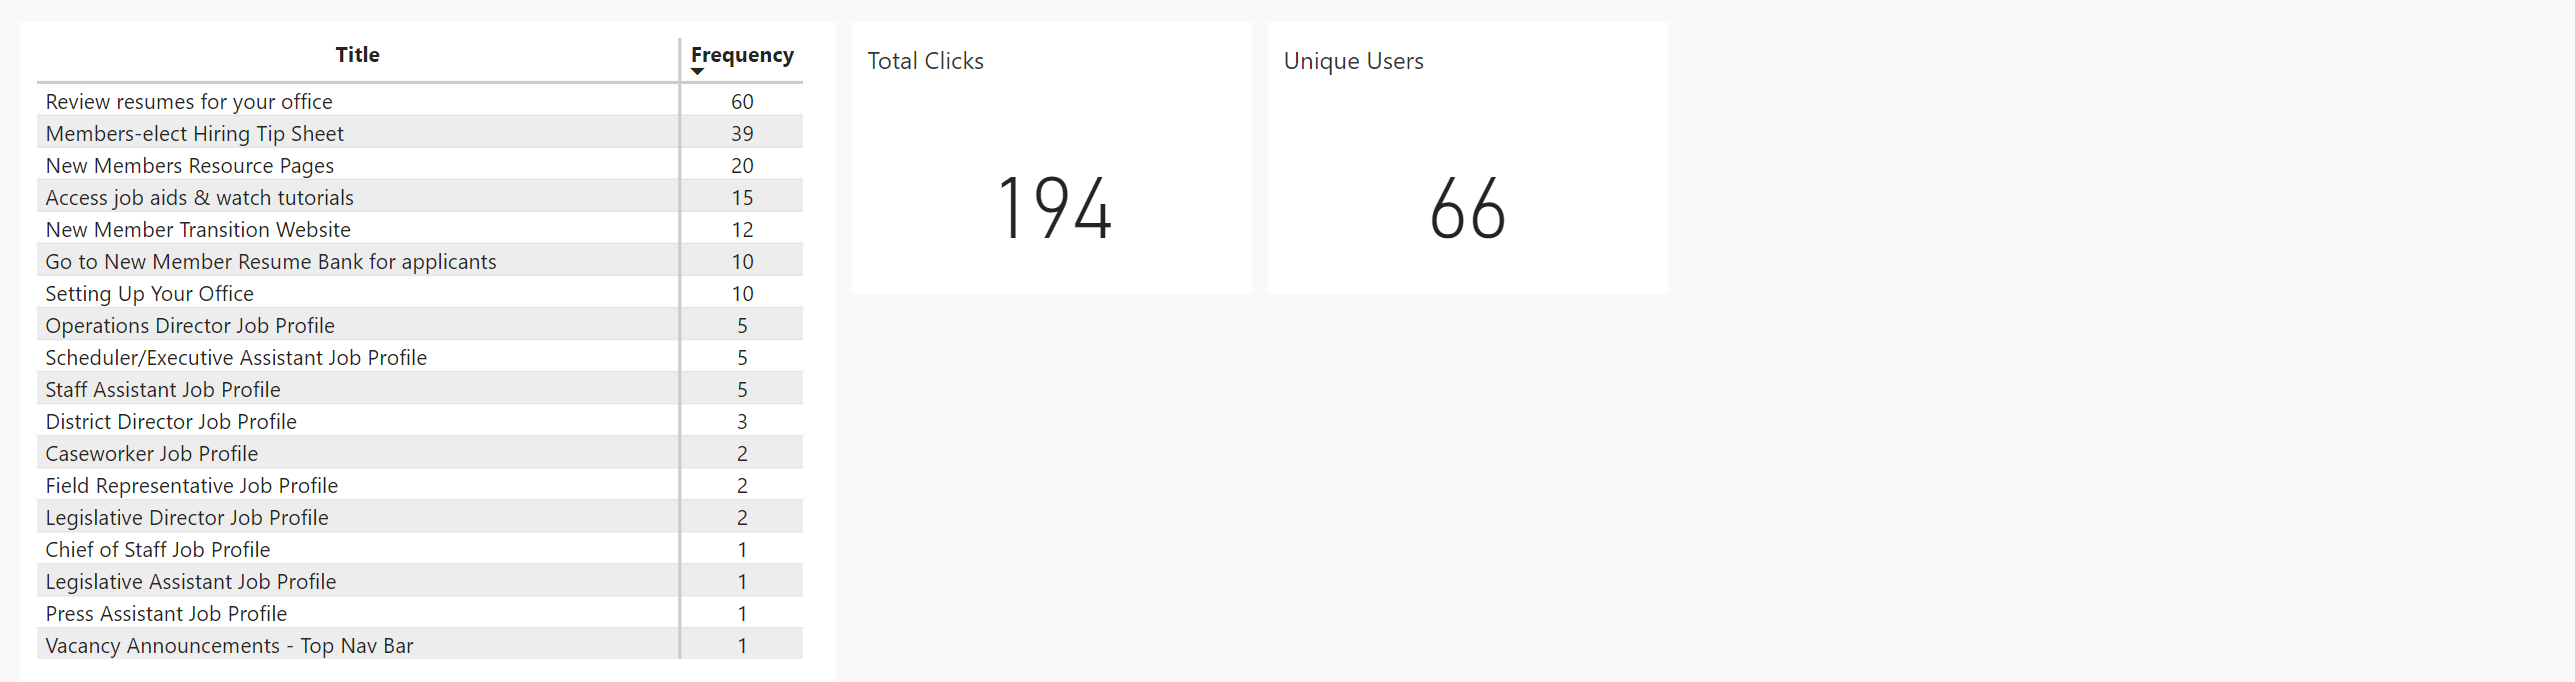 Title Frequency
Review resumes for your office 60
Members-elect Hiring Tip Sheet 39
New Members Resource Pages 20
Access job aids & watch tutorials 15
New Member Transition Website 12
Go to New Member Resume Bank for applicants 10
Setting Up Your Office 10
Operations Director Job Profile 5
Scheduler/Executive Assistant Job Profile 5
Staff Assistant Job Profile 5
District Director Job Profile 3
Caseworker Job Profile 2
Field Representative Job Profile 2
Legislative Director Job Profile 2
Chief of Staff Job Profile 1
Legislative Assistant Job Profile 1
Press Assistant Job Profile 1
Vacancy Announcements - Top Nav Bar 1
Total Clicks
194
Unique Users
66